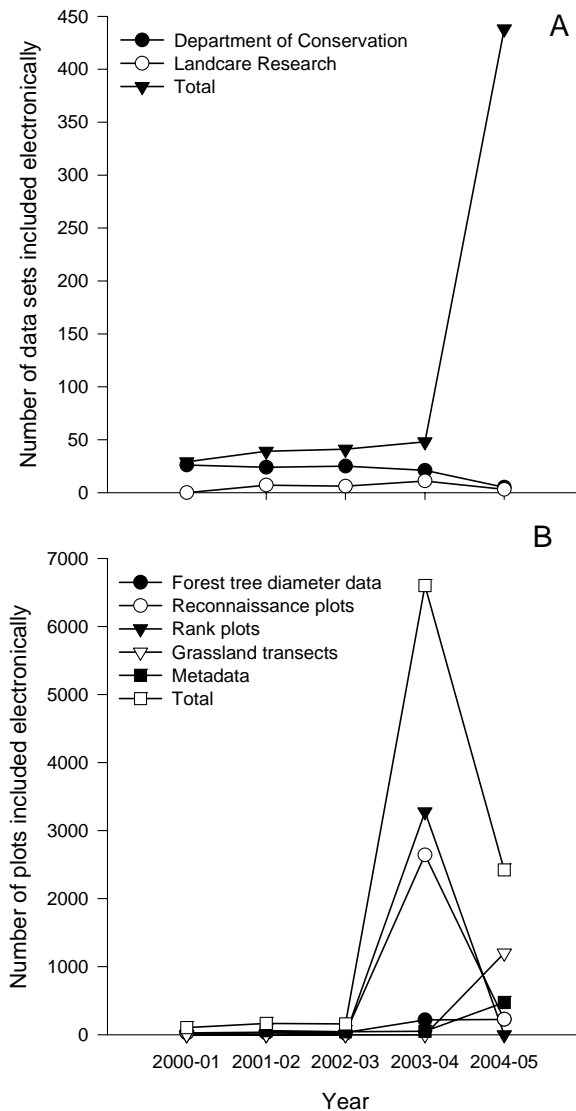 A
Department of Conservation
Landcare Research
Total
Number of data sets included electronically
450
400
350
300
250
200
150
100
50
0
B
Forest tree diameter data
Reconnaissance plots
Rank plots
Grassland transects
Metadata
Total
Number of plots included electronically
7000
6000
5000
4000
3000
2000
1000
0
2000-01 2001-02 2002-03 2003-04 2004-05
Year